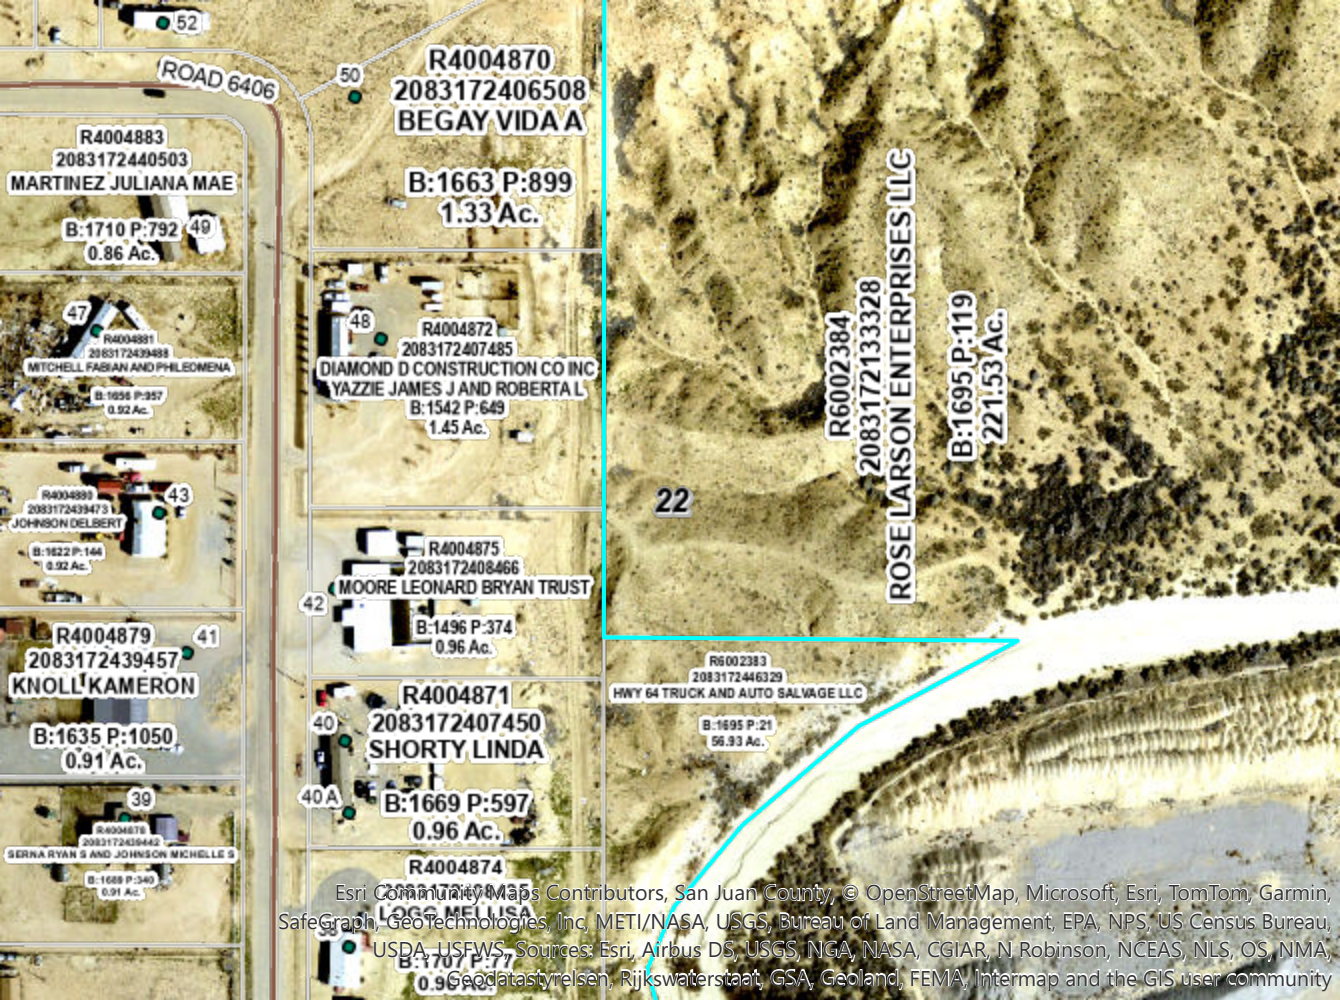 52
ROAD 6406
50
R4004870
2083172406508
BEGAY VIDA A
B:1663 P:899
1.33 Ac.
R4004883
2083172440503
MARTINEZ JULIANA MAE
B:1710 P:792
0.86 Ac.
49
47
R4004881
2083172439488
MITCHELL FABIAN AND PHILEOMENA
B:1656 P:957
0.92 Ac.
48
R4004872
2083172407485
DIAMOND D CONSTRUCTION CO INC
YAZZIE JAMES J AND ROBERTA L
B:1542 P:649
1.45 Ac.
R6002384
2083172133328
ROSE LARSON ENTERPRISES LLC
B:1695 P:119
221.53 Ac.
22
43
R4004880
2083172439473
JOHNSON DELBERT
B:1622 P:144
0.92 Ac.
R4004875
2083172408466
MOORE LEONARD BRYAN TRUST
42
B:1496 P:374
0.96 Ac.
41
R4004879
2083172439457
KNOLL KAMERON
B:1635 P:1050
0.91 Ac.
R6002383
2083172446329
HWY 64 TRUCK AND AUTO SALVAGE LLC
B:1695 P:21
56.93 Ac.
40
R4004871
2083172407450
SHORTY LINDA
40 A
B:1669 P:597
0.96 Ac.
39
R4004878
2083172439442
SERNA RYAN S AND JOHNSON MICHELLE S
B:1689 P:340
0.91 Ac.
R4004874
LOGG MELLISA
B:1707 P:77
0.96 Ac.
Esri Community Maps Contributors, San Juan County, © OpenStreetMap, Microsoft, Esri, TomTom, Garmin,
SafeGraph, GeoTechnologies, Inc, METI/NASA, USGS, Bureau of Land Management, EPA, NPS, US Census Bureau,
USDA, USFWS, Sources: Esri, Airbus DS, USGS, NGA, NASA, CGIAR, N Robinson, NCEAS, NLS, OS, NMA,
Geodatastyrelsen, Rijkswaterstaat, GSA, Geoland, FEMA, Intermap and the GIS user community